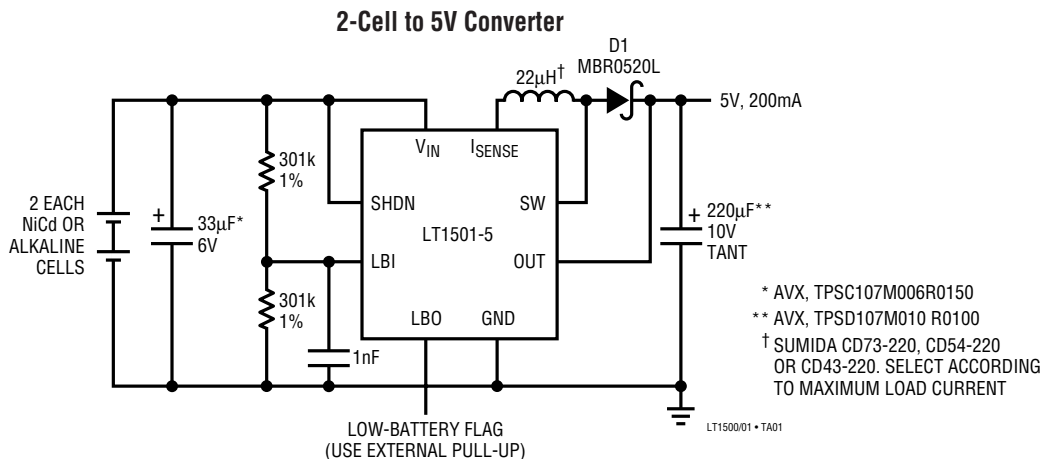 2-Cell to 5V Converter
D1
MBR0520L
22µH†
5V, 200mA
VIN
ISENSE
301k
1%
SHDN
SW
2 EACH
NiCd OR
ALKALINE
CELLS
+
33µF*
6V
LT1501-5
+
220µF**
10V
TANT
LBI
OUT
301k
1%
LBO
GND
1nF
* AVX, TPSC107M006R0150
** AVX, TPSD107M010 R0100
† SUMIDA CD73-220, CD54-220
OR CD43-220. SELECT ACCORDING
TO MAXIMUM LOAD CURRENT
LOW-BATTERY FLAG
(USE EXTERNAL PULL-UP)
LT1500/01 • TA01